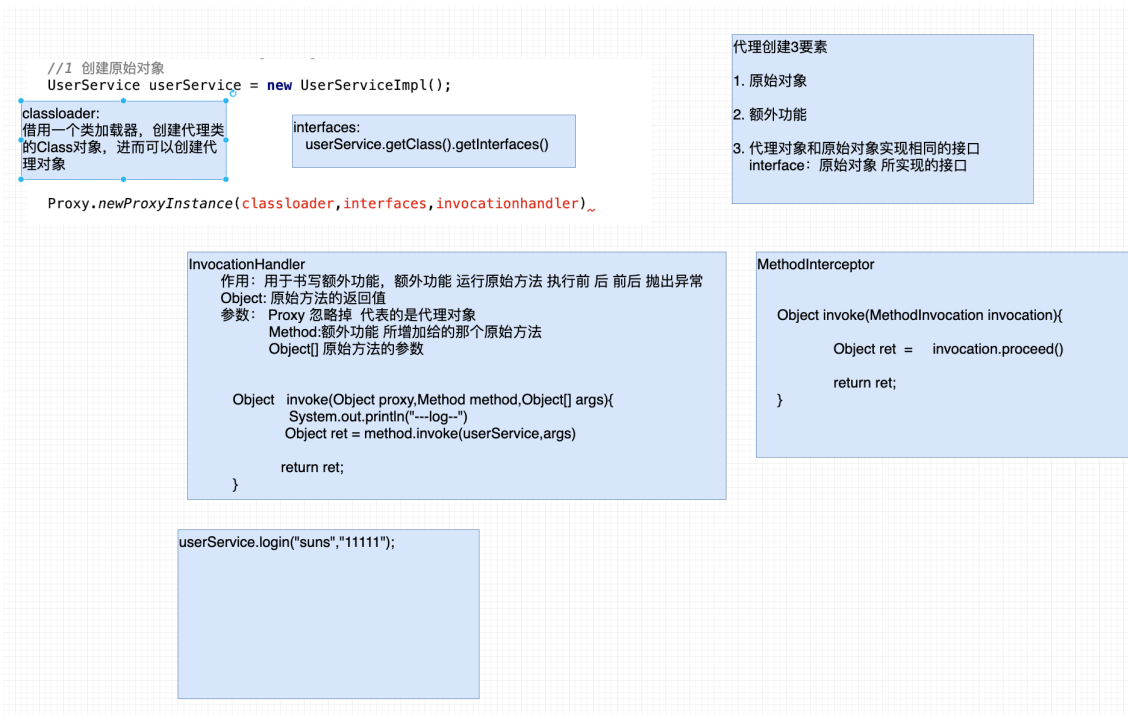 //1 创建原始对象
UserService userService = new UserServiceImpl();
classloader:
借用一个类加载器，创建代理类
的Class对象，进而可以创建代
理对象
interfaces:
userService.getClass().getInterfaces()
Proxy.newProxyInstance(classloader,interfaces,invocationhandler)
代理创建3要素
1. 原始对象
2. 额外功能
3. 代理对象和原始对象实现相同的接口
interface：原始对象 所实现的接口
InvocationHandler
作用：用于书写额外功能，额外功能 运行原始方法 执行前 后 前后 抛出异常
Object: 原始方法的返回值
参数： Proxy 忽略掉 代表的是代理对象
Method:额外功能 所增加给的那个原始方法
Object[] 原始方法的参数
Object invoke(Object proxy,Method method,Object[] args){
System.out.println("---log--")
Object ret = method.invoke(userService,args)
return ret;
}
MethodInterceptor
Object invoke(MethodInvocation invocation){
Object ret = invocation.proceed()
return ret;
}
userService.login("suns","11111");